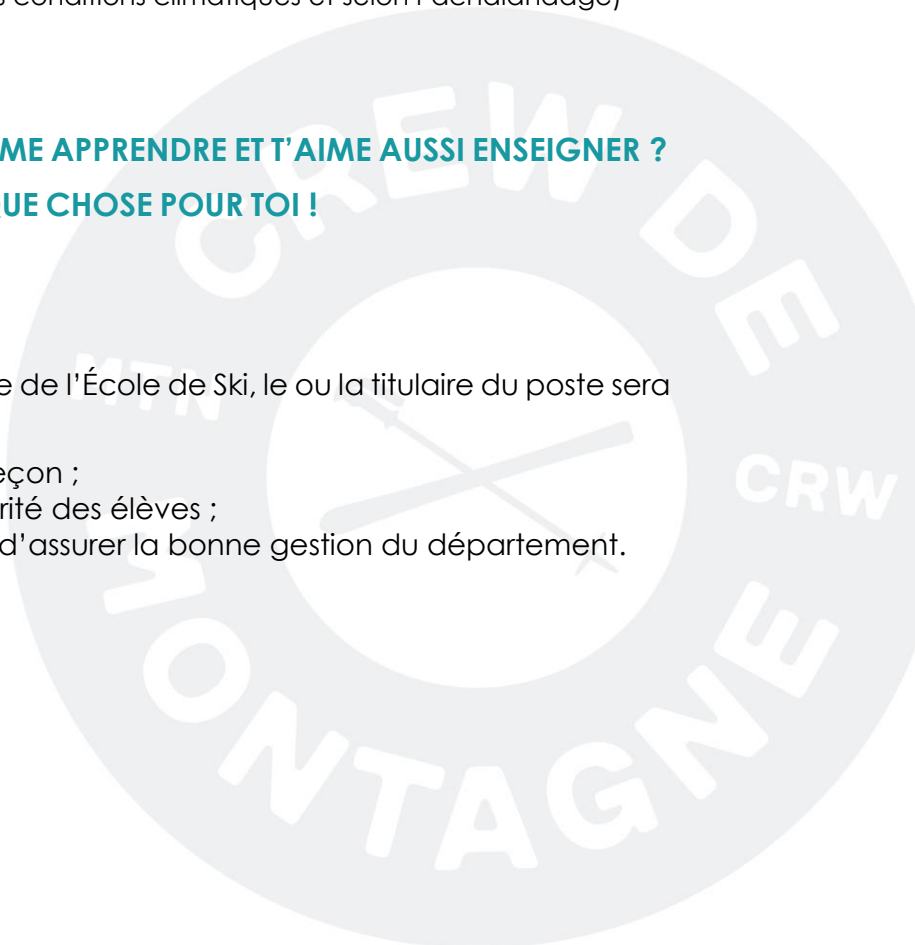 conditions climatiques et selon l'achalandage)
ME APPRENDRE ET T'AIME AUSSI ENSEIGNER ?
UE CHOSE POUR TOI !
e de l'École de Ski, le ou la titulaire du poste sera
eçon ;
rité des élèves ;
d'assurer la bonne gestion du département.
CREW DE
MTN
CRW
MONTAGNE